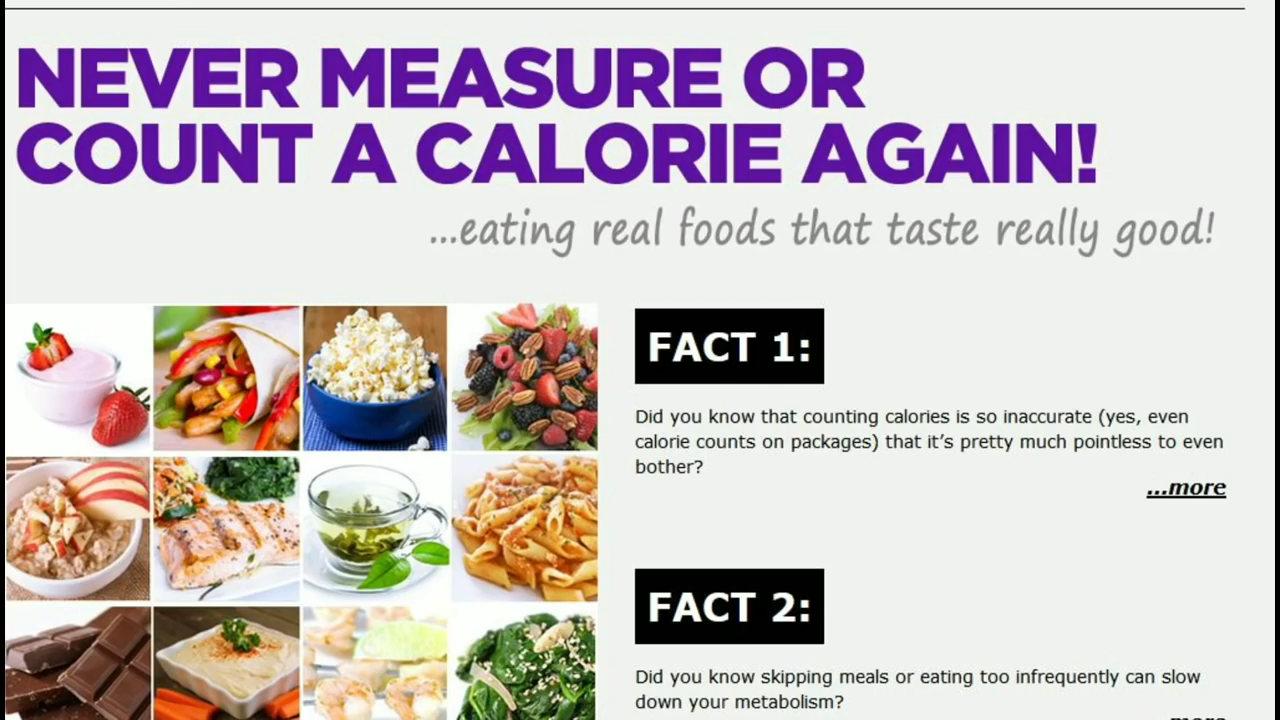 NEVER MEASURE OR
COUNT A CALORIE AGAIN!
...eating real foods that taste really good!
FACT 1:
Did you know that counting calories is so inaccurate (yes, even
calorie counts on packages) that it’s pretty much pointless to even
bother?
...more
FACT 2:
Did you know skipping meals or eating too infrequently can slow
down your metabolism?